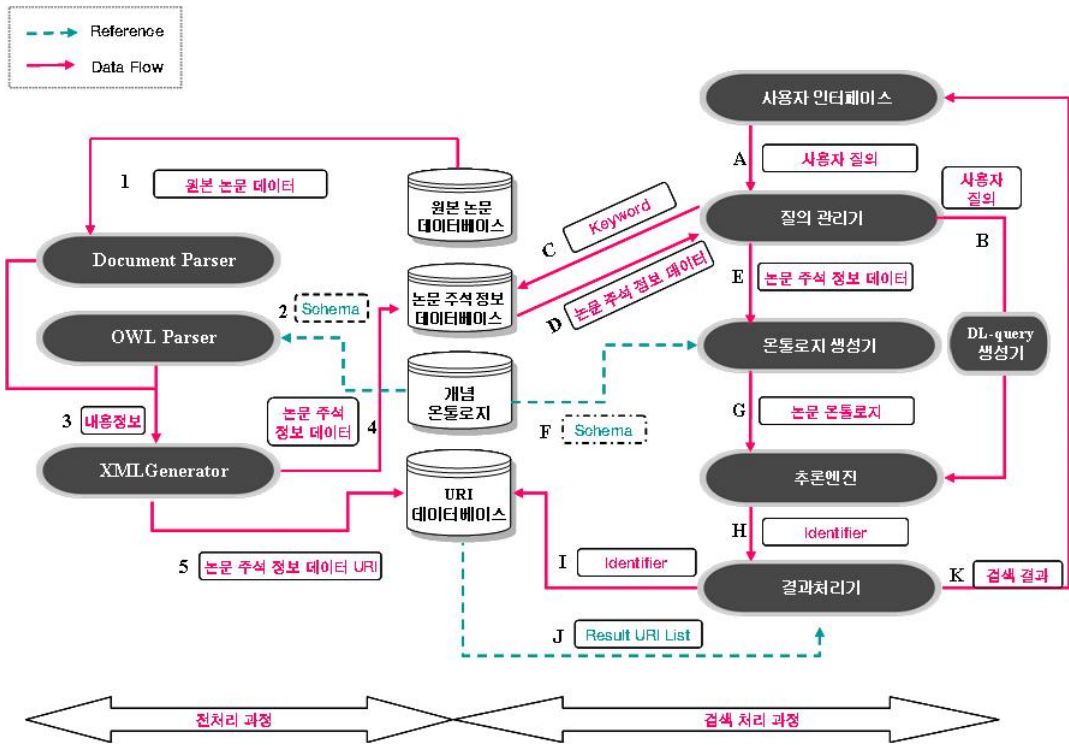 Reference
Data Flow
사용자 인터페이스
A
사용자 질의
1
원본 논문 데이터
원본 논문
데이터베이스
C
Keyword
질의 관리기
사용자
질의
B
Document Parser
논문 주석 정보
데이터베이스
D
논문 주석 정보 데이터
E
논문 주석 정보 데이터
2
Schema
OWL Parser
온톨로지 생성기
DL-query
생성기
개념
온톨로지
3
내용정보
논문 주석
정보 데이터
4
F
Schema
G
논문 온톨로지
XMLGenerator
URI
데이터베이스
추론엔진
H
Identifier
5
논문 주석 정보 데이터 URI
I
Identifier
결과처리기
K
검색 결과
J
Result URI List
전처리 과정
검색 처리 과정